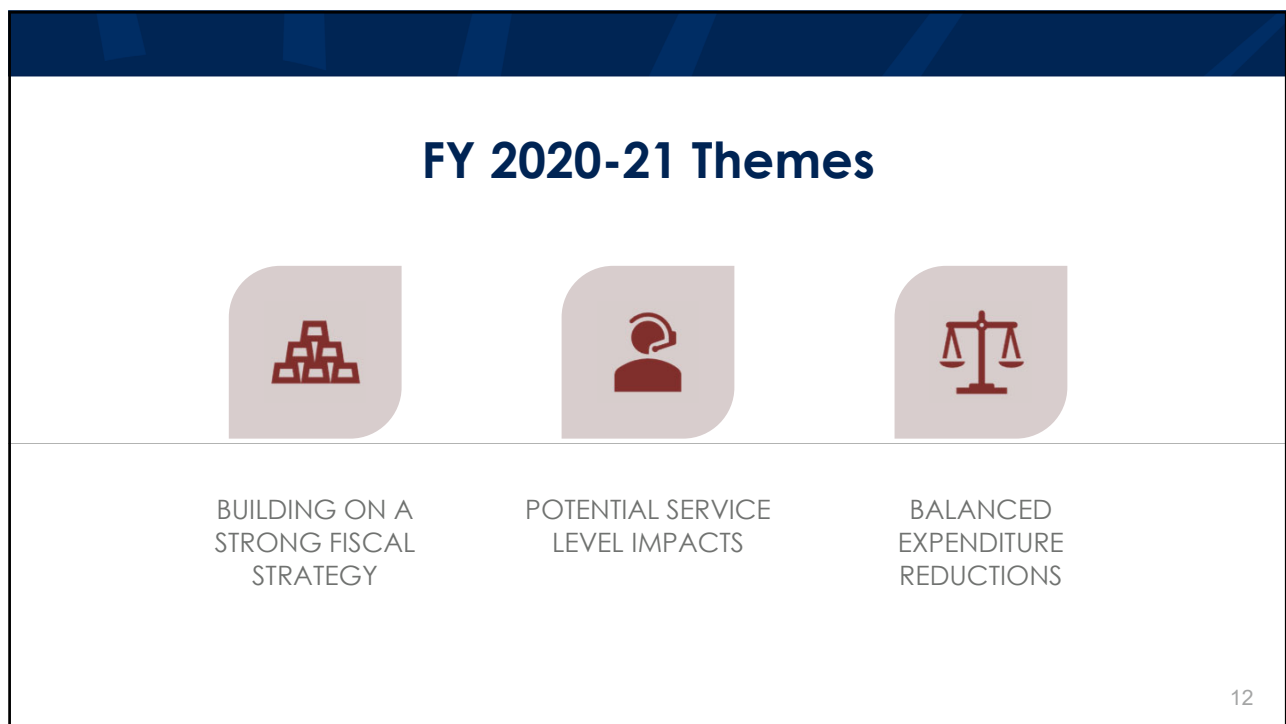 FY 2020-21 Themes
BUILDING ON A
STRONG FISCAL
STRATEGY
POTENTIAL SERVICE
LEVEL IMPACTS
BALANCED
EXPENDITURE
REDUCTIONS
12